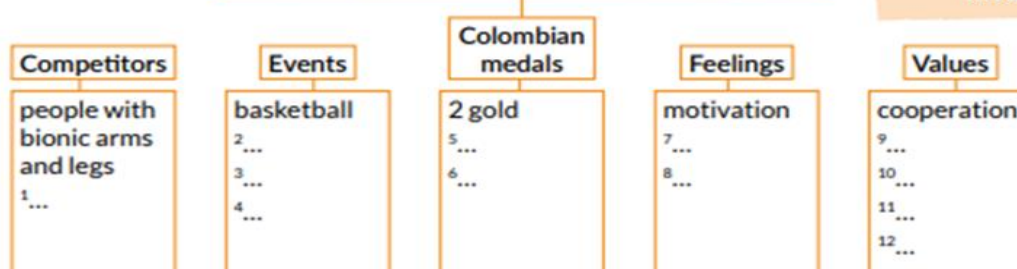 Competitors
people with
bionic arms
and legs
1...
Events
basketball
2...
3...
4...
Colombian
medals
2 gold
5...
6...
Feelings
motivation
7...
8...
Values
cooperation
9...
10...
11...
12...